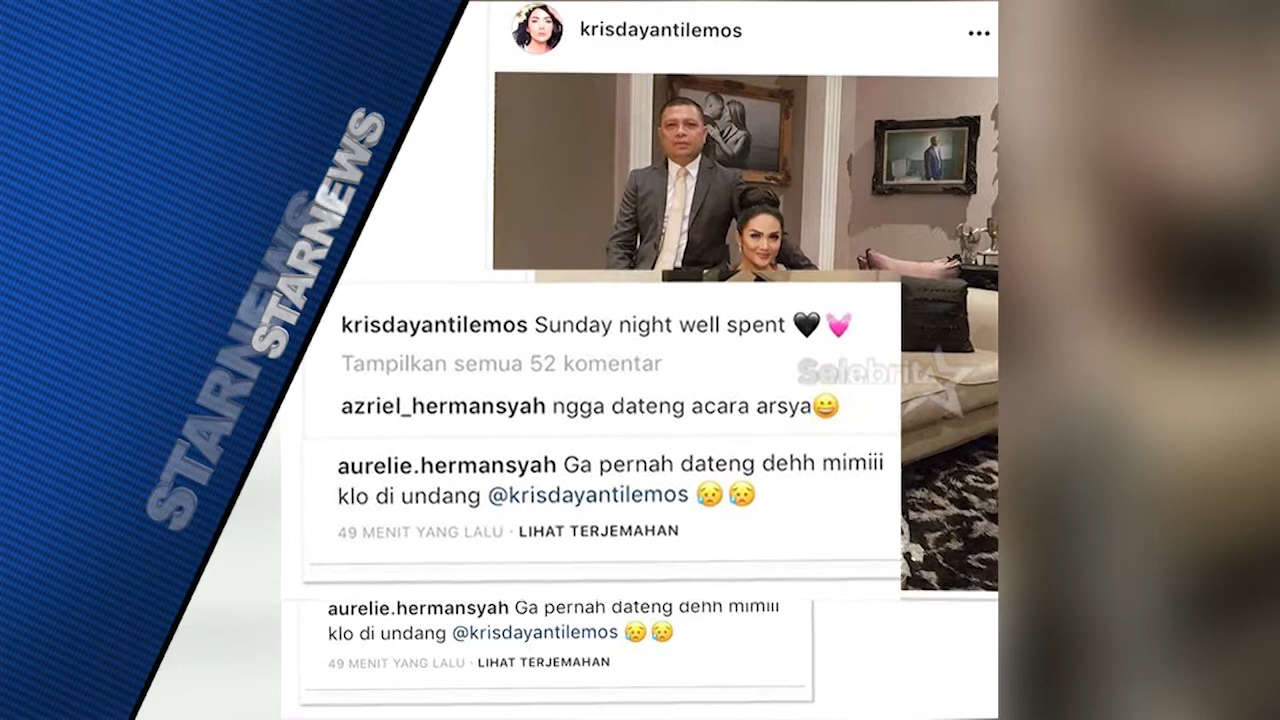 krisdayantilemos
STARNEWS
STARNEWS
krisdayantilemos Sunday night well spent 🖤 💓
Tampilkan semua 52 komentar
Selebrita
azriel_hermansyah ngga dateng acara arsya😀
aurelie.hermansyah Ga pernah dateng dehh mimiii
klo di undang @krisdayantilemos 😥 😥
49 MENIT YANG LALU · LIHAT TERJEMAHAN
aurelie.hermansyah Ga pernah dateng dehh mimiii
klo di undang @krisdayantilemos 😥 😥
49 MENIT YANG LALU · LIHAT TERJEMAHAN